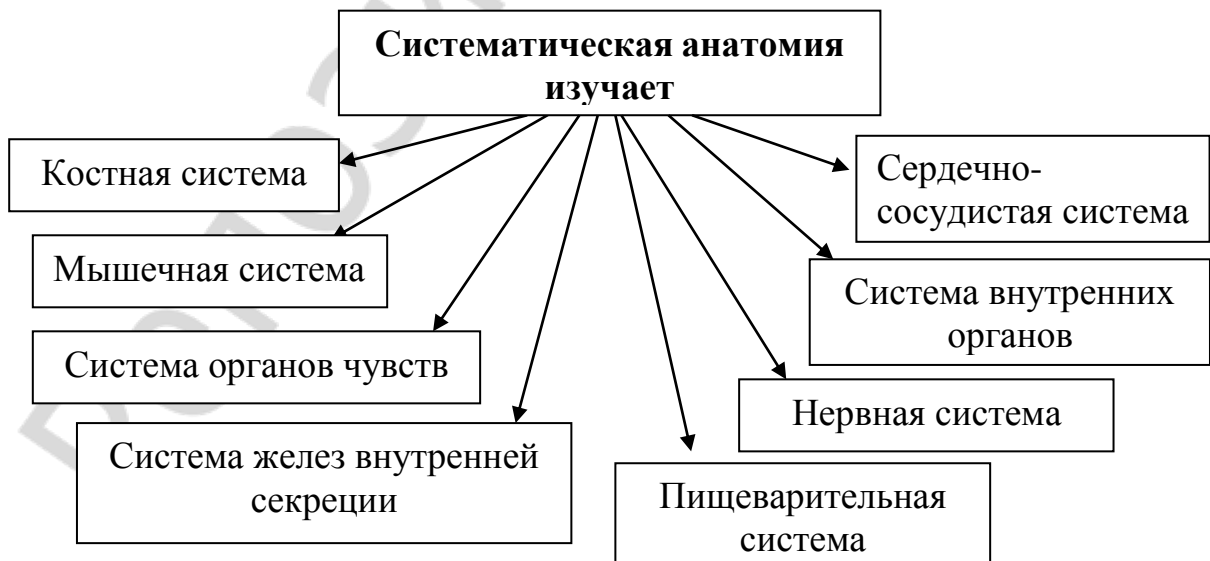 Систематическая анатомия
изучает
Костная система
Мышечная система
Система органов чувств
Система желез внутренней
секреции
Пищеварительная
система
Нервная система
Система внутренних
органов
Сердечно-
сосудистая система